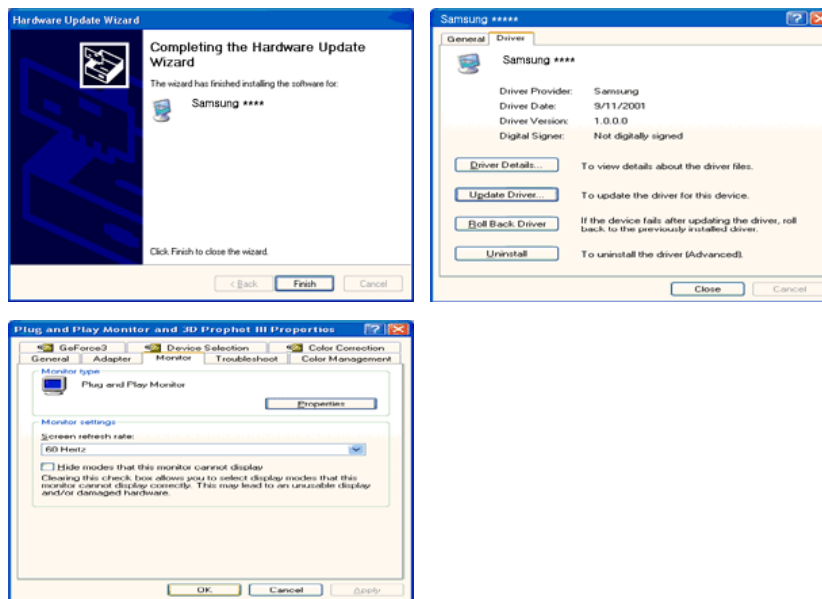 Hardware Update Wizard
Completing the Hardware Update
Wizard
The wizard has finished installing the software for:
Samsung ****
Click Finish to close the wizard.
< Back
Finish
Cancel
Samsung *****
General
Driver
Samsung ****
Driver Provider: Samsung
Driver Date: 9/11/2001
Driver Version: 1.0.0.0
Digital Signer: Not digitally signed
Driver Details... To view details about the driver files.
Update Driver... To update the driver for this device.
Roll Back Driver If the device fails after updating the driver, roll
back to the previously installed driver.
Uninstall To uninstall the driver (Advanced).
Close
Cancel
Plug and Play Monitor and 3D Prophet III Properties
GeForce3
Device Selection
Color Correction
General
Adapter
Monitor
Troubleshoot
Color Management
Monitor type
Plug and Play Monitor
Properties
Monitor settings
Screen refresh rate:
60 Hertz
Hide modes that this monitor cannot display
Clearing this check box allows you to select display modes that this
monitor cannot display correctly. This may lead to an unusable display
and/or damaged hardware.
OK
Cancel
Apply